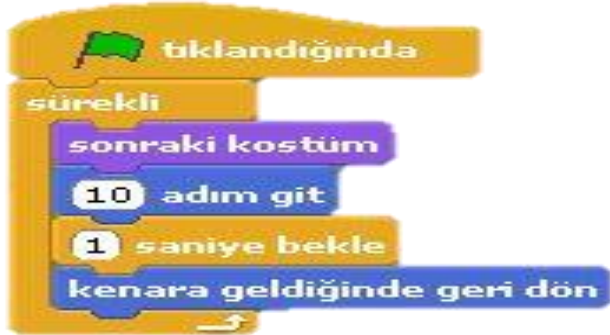 tıklandığında
sürekli
sonraki kostüm
10 adım git
1 saniye bekle
kenara geldiğinde geri dön